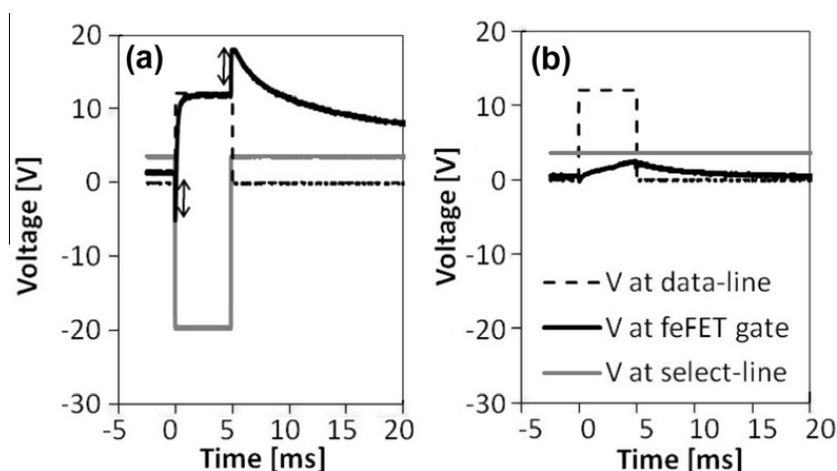 (a)
20
10
0
-10
-20
-30
Voltage [V]
-5 0 5 10 15 20
Time [ms]
(b)
20
10
0
-10
-20
-30
Voltage [V]
V at data-line
V at feFET gate
V at select-line
-5 0 5 10 15 20
Time [ms]